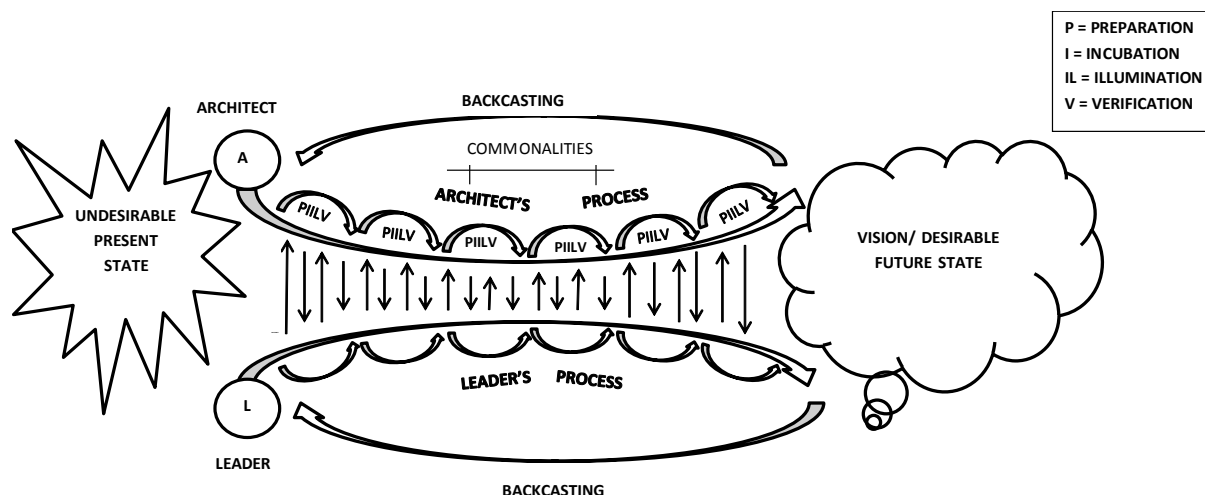 P = PREPARATION
I = INCUBATION
IL = ILLUMINATION
V = VERIFICATION
BACKCASTING
ARCHITECT
A
COMMONALITIES
ARCHITECT'S PROCESS
PIILV
PIILV
PIILV
PIILV
PIILV
PIILV
UNDESIRABLE
PRESENT
STATE
VISION/ DESIRABLE
FUTURE STATE
LEADER'S PROCESS
L
LEADER
BACKCASTING